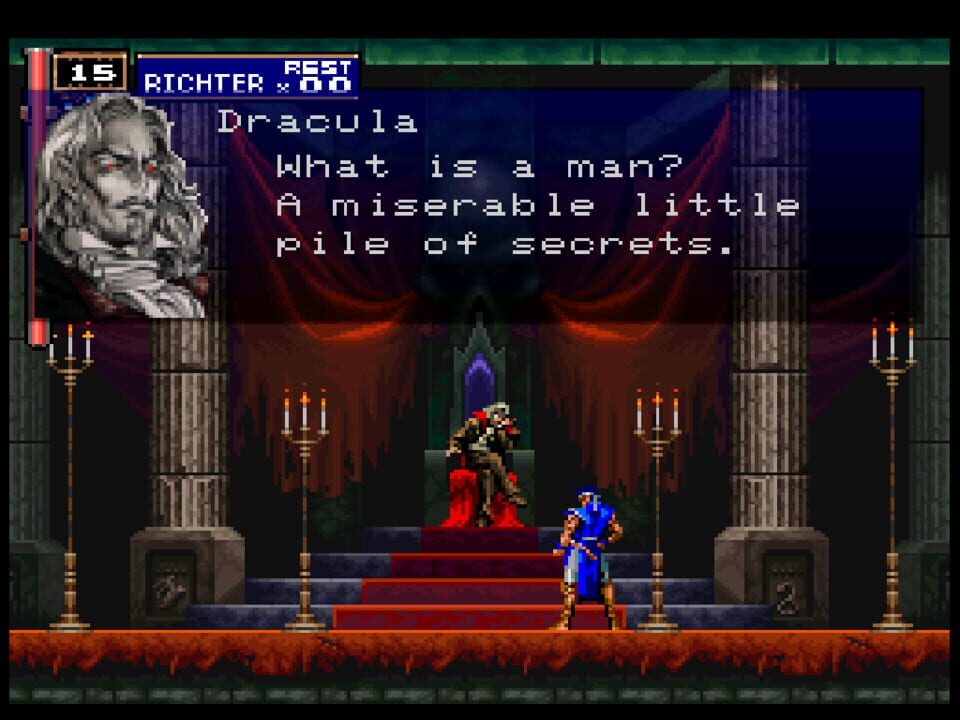 15
REST
RICHTER x 00
Dracula
What is a man?
A miserable little
pile of secrets.